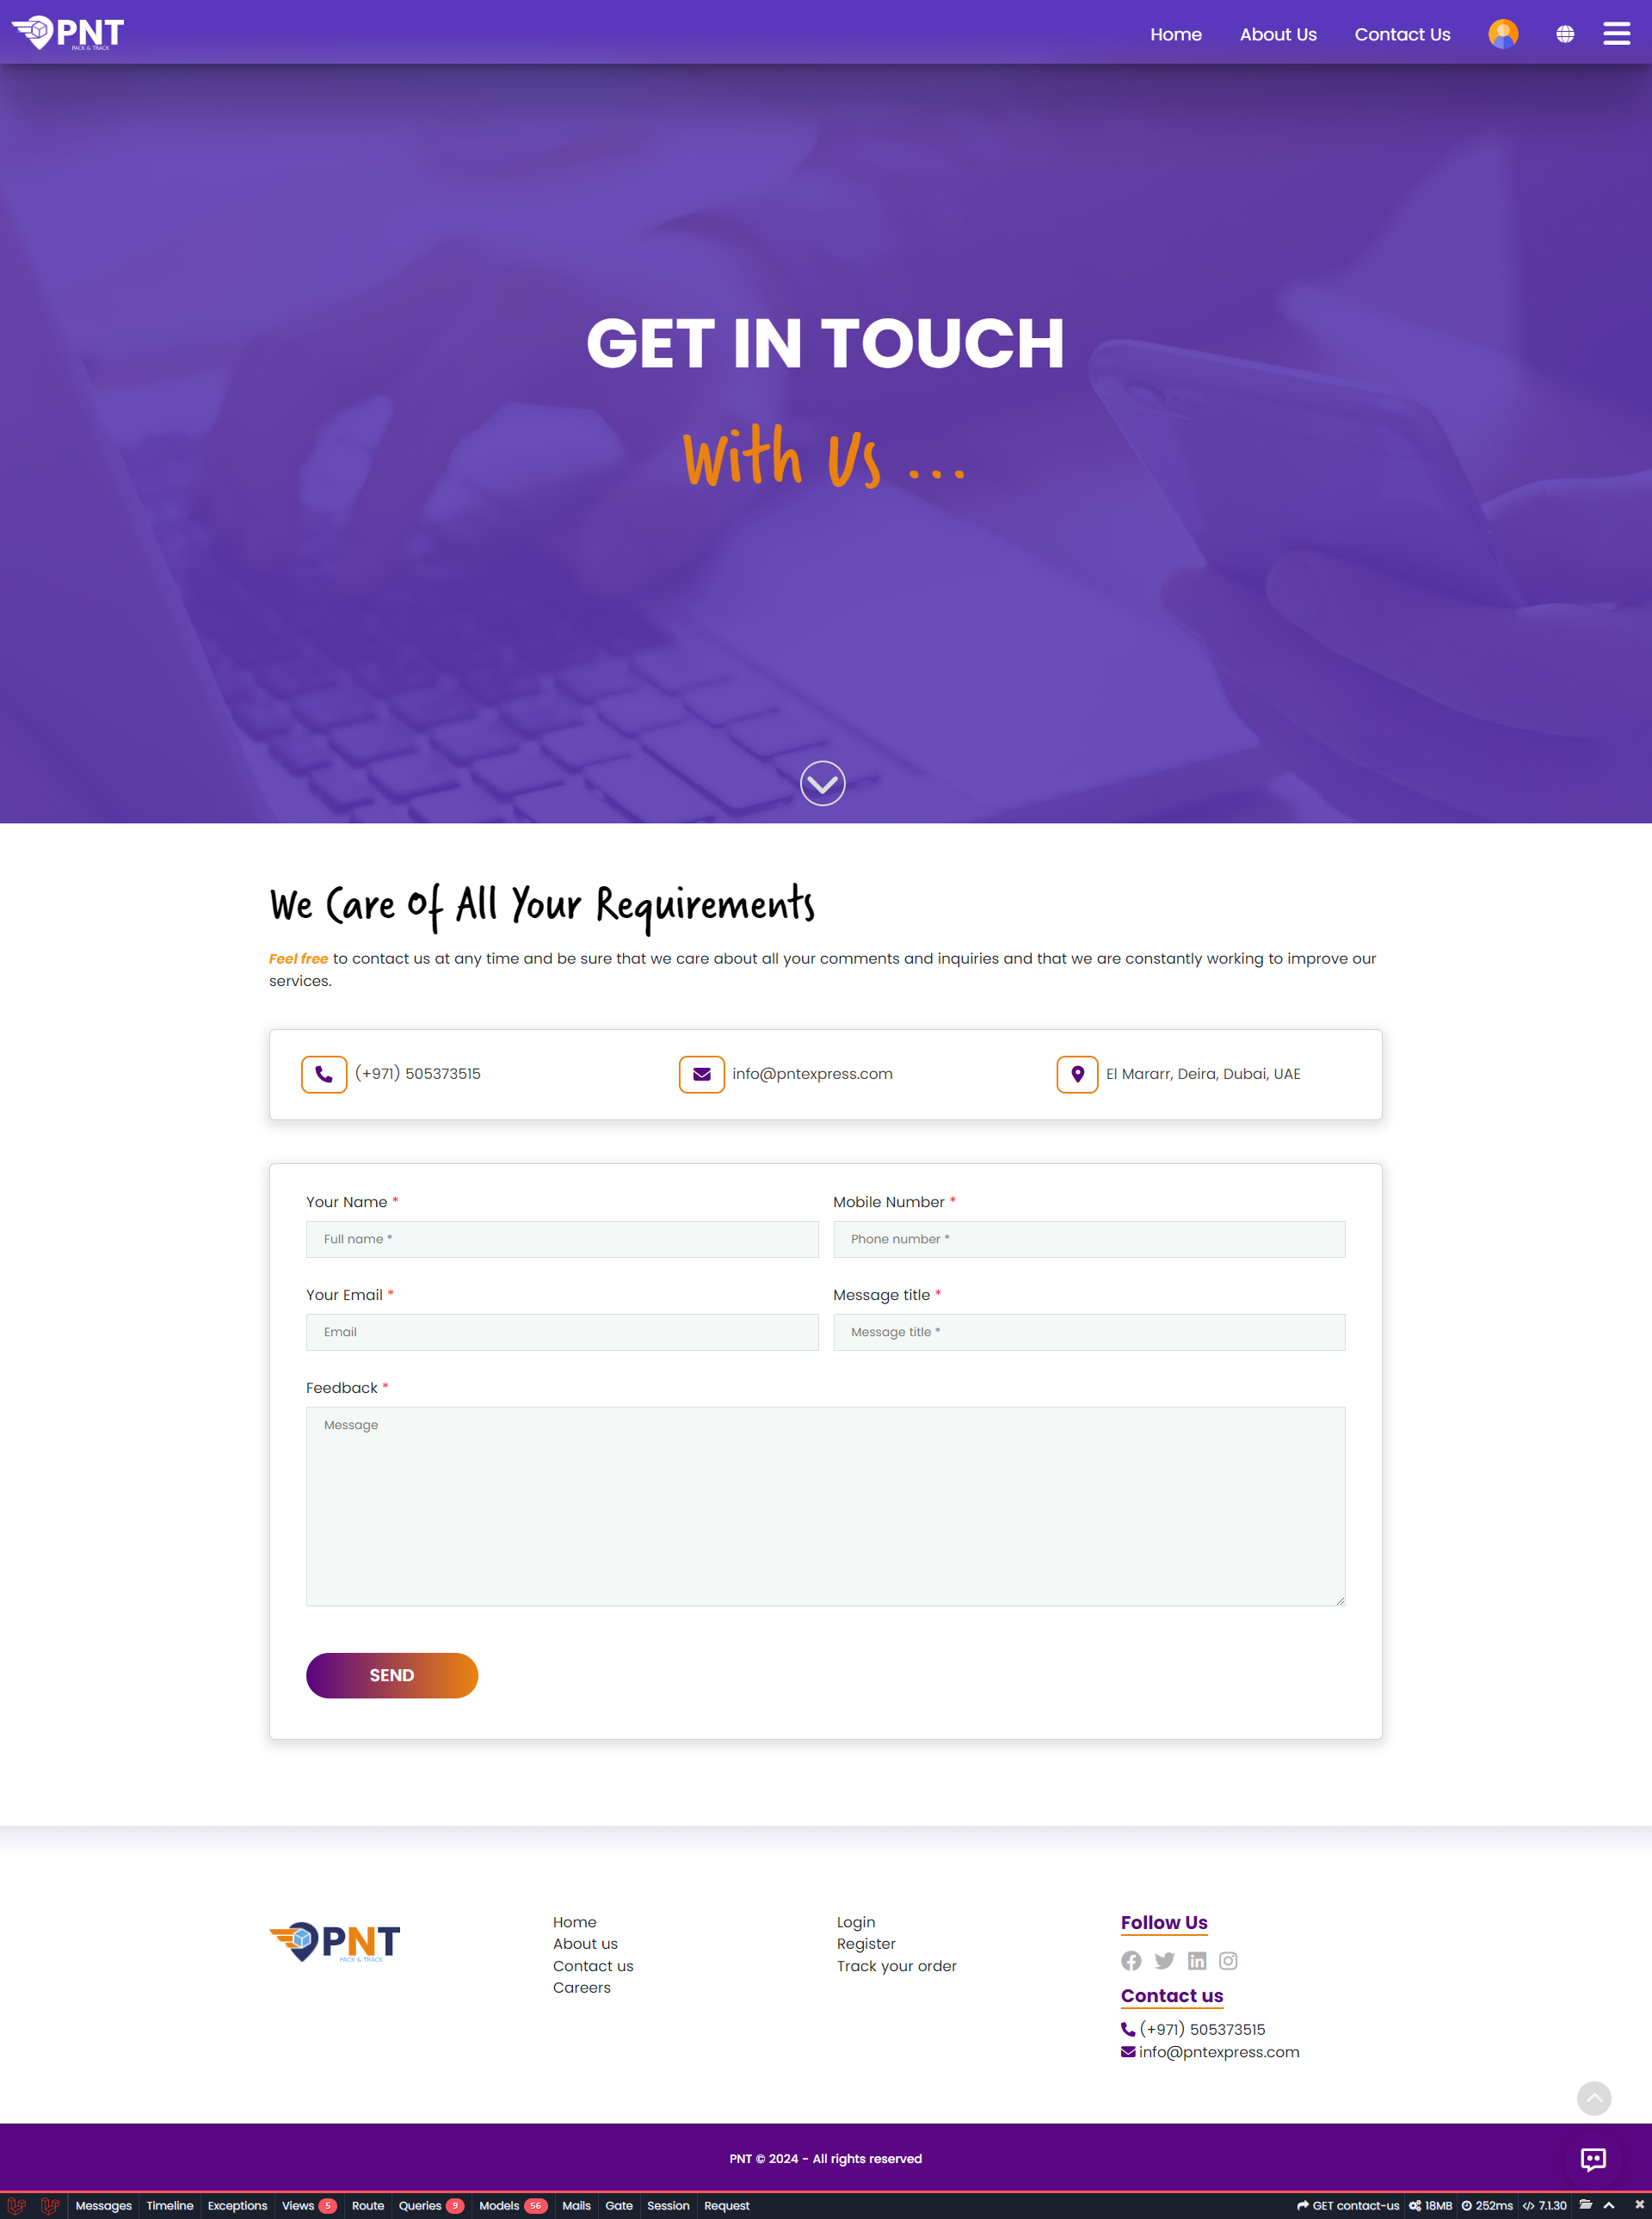 PNT
PACK & TRACK
Home
About Us
Contact Us
GET IN TOUCH
With Us ...
We Care Of All Your Requirements
Feel free to contact us at any time and be sure that we care about all your comments and inquiries and that we are constantly working to improve our
services.
(+971) 505373515
info@pntexpress.com
El Mararr, Deira, Dubai, UAE
Your Name *
Mobile Number *
Full name *
Phone number *
Your Email *
Message title *
Email
Message title *
Feedback *
Message
SEND
PNT
PACK & TRACK
Home
About us
Contact us
Careers
Login
Register
Track your order
Follow Us
Contact us
(+971) 505373515
info@pntexpress.com
PNT © 2024 - All rights reserved
Messages Timeline Exceptions Views 5 Route Queries 9 Models 56 Mails Gate Session Request GET contact-us 18MB 252ms 7.1.30